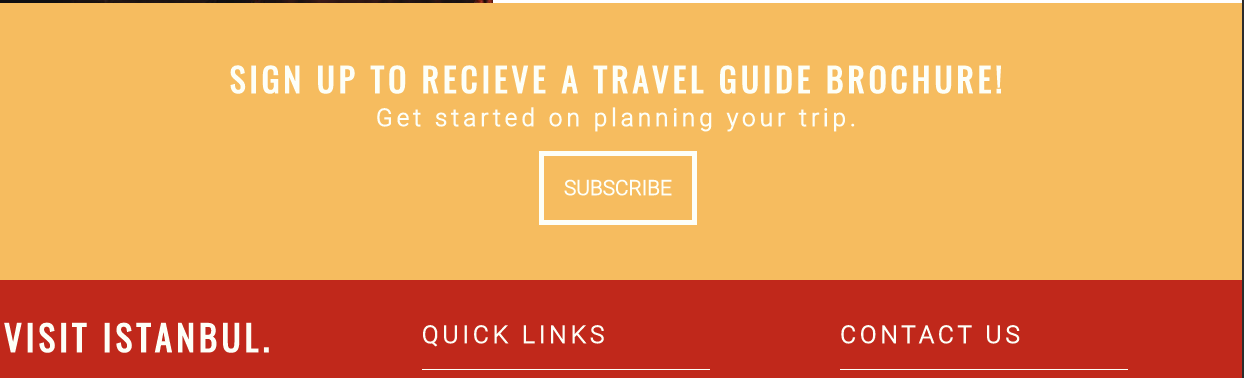 SIGN UP TO RECIEVE A TRAVEL GUIDE BROCHURE!
Get started on planning your trip.
SUBSCRIBE
VISIT ISTANBUL.
QUICK LINKS
CONTACT US